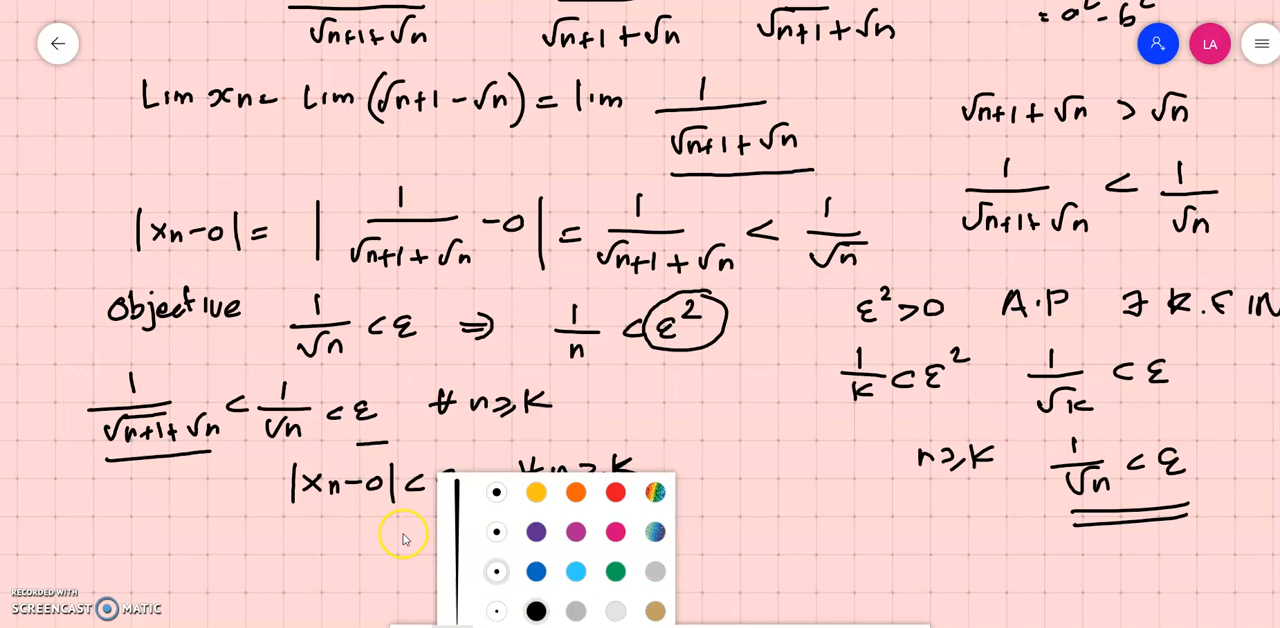 √n+1+√n √n+1+√n √n+1+√n = a² - b²
LA
Lim xn = Lim (√n+1 - √n) = lim 1/(√n+1+√n)
√n+1+√n > √n
1/(√n+1+√n) < 1/√n
|xn-0| = |1/(√n+1+√n) -0| = 1/(√n+1+√n) < 1/√n
Objective 1/√n < ε ⇒ 1/n < ε²
ε²>0 A.P ∃ K ∈ IN
1/K < ε² 1/√K < ε
1/(√n+1+√n) < 1/√n < ε ∀ n≥K
n≥K 1/√n < ε
|xn-0| < ∀ n≥K
RECORDED WITH
SCREENCAST MATIC